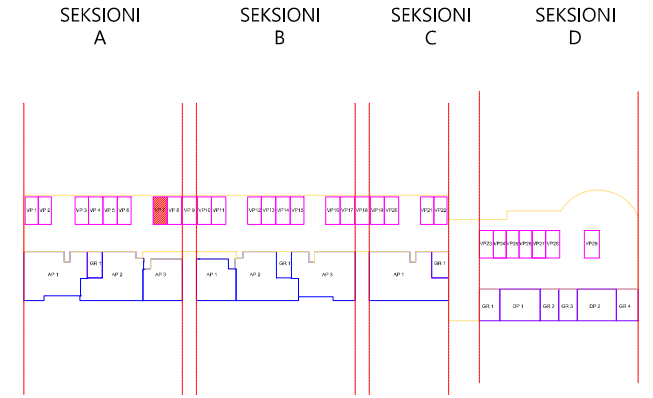 SEKSIONI A
SEKSIONI B
SEKSIONI C
SEKSIONI D
VP 1 VP 2 VP 3 VP 4 VP 5 VP 6 VP 7 VP 8 VP 9 VP10 VP11 VP12 VP13 VP14 VP15 VP16 VP17 VP18 VP19 VP20 VP21 VP22
VP23 VP24 VP25 VP26 VP27 VP28 VP29
AP 1 GR 1 AP 2 AP 3 AP 1 AP 2 GR 1 AP 3 AP 1 GR 1
GR 1 DP 1 GR 2 GR 3 DP 2 GR 4